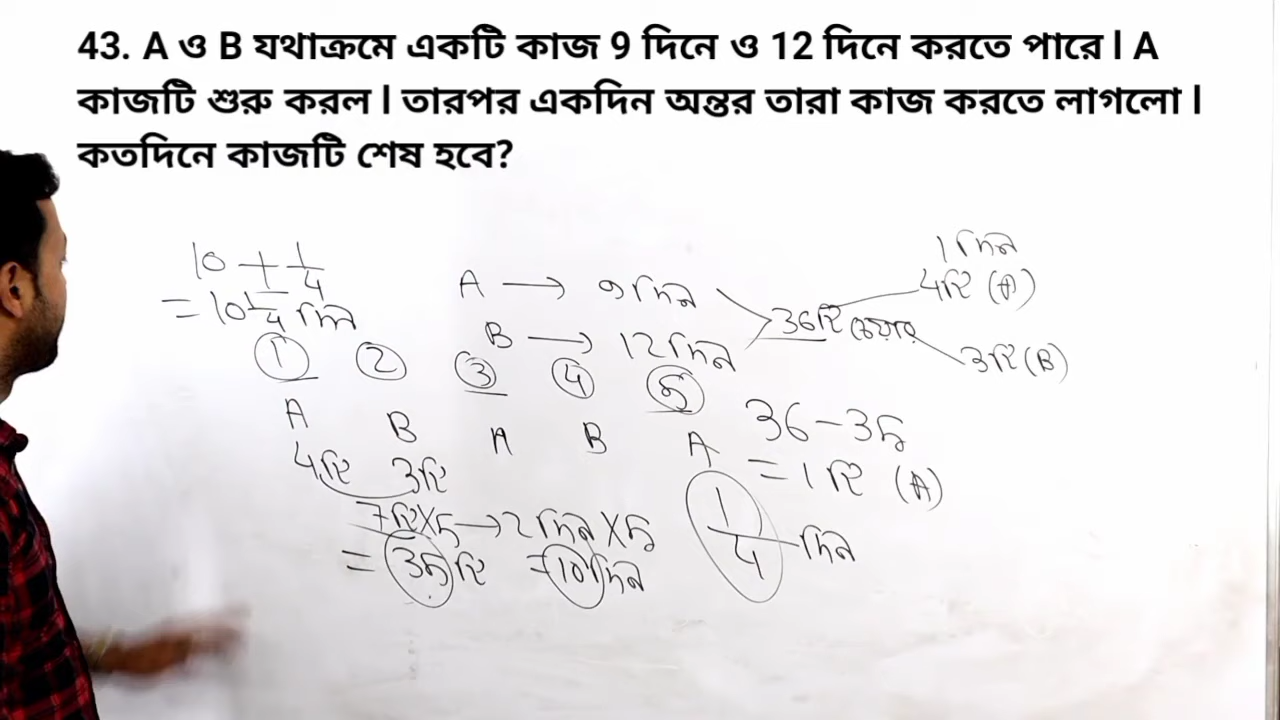 43. A ও B যথাক্রমে একটি কাজ 9 দিনে ও 12 দিনে করতে পারে l A
কাজটি শুরু করল l তারপর একদিন অন্তর তারা কাজ করতে লাগলো l
কতদিনে কাজটি শেষ হবে?
10 + 1/4
= 10 1/4 দিন
A → 9 দিন
B → 12 দিন
36টি চেয়ার
1 দিন
4টি (A)
3টি (B)
1 2 3 4 5
A B A B A
4টি 3টি
7টি × 5 → 2 দিন × 5
= 35টি = 10 দিন
36 - 35
= 1টি (A)
1/4 দিন